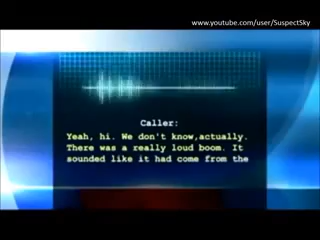 www.youtube.com/user/SuspectSky
Caller:
Yeah, hi. We don't know,actually.
There was a really loud boom. It
sounded like it had come from the